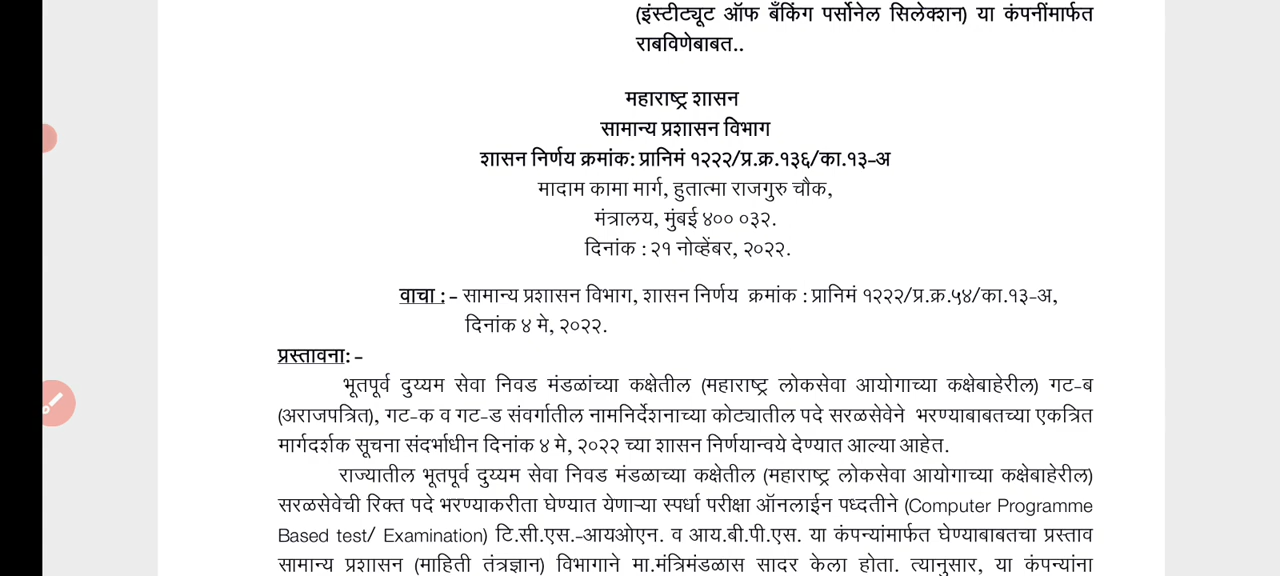 (इंस्टीट्यूट ऑफ बँकिंग पर्सोनेल सिलेक्शन) या कंपनींमार्फत
राबविणेबाबत..
महाराष्ट्र शासन
सामान्य प्रशासन विभाग
शासन निर्णय क्रमांक: प्रानिमं १२२२/प्र.क्र.१३६/का.१३-अ
मादाम कामा मार्ग, हुतात्मा राजगुरु चौक,
मंत्रालय, मुंबई ४०० ०३२.
दिनांक : २१ नोव्हेंबर, २०२२.
वाचा :- सामान्य प्रशासन विभाग, शासन निर्णय क्रमांक : प्रानिमं १२२२/प्र.क्र.५४/का.१३-अ,
दिनांक ४ मे, २०२२.
प्रस्तावना:-
भूतपूर्व दुय्यम सेवा निवड मंडळांच्या कक्षेतील (महाराष्ट्र लोकसेवा आयोगाच्या कक्षेबाहेरील) गट-ब
(अराजपत्रित), गट-क व गट-ड संवर्गातील नामनिर्देशनाच्या कोट्यातील पदे सरळसेवेने भरण्याबाबतच्या एकत्रित
मार्गदर्शक सूचना संदर्भाधीन दिनांक ४ मे, २०२२ च्या शासन निर्णयान्वये देण्यात आल्या आहेत.
राज्यातील भूतपूर्व दुय्यम सेवा निवड मंडळाच्या कक्षेतील (महाराष्ट्र लोकसेवा आयोगाच्या कक्षेबाहेरील)
सरळसेवेची रिक्त पदे भरण्याकरीता घेण्यात येणाऱ्या स्पर्धा परीक्षा ऑनलाईन पध्दतीने (Computer Programme
Based test/ Examination) टि.सी.एस.-आयओएन. व आय.बी.पी.एस. या कंपन्यांमार्फत घेण्याबाबतचा प्रस्ताव
सामान्य प्रशासन (माहिती तंत्रज्ञान) विभागाने मा.मंत्रिमंडळास सादर केला होता. त्यानुसार, या कंपन्यांना